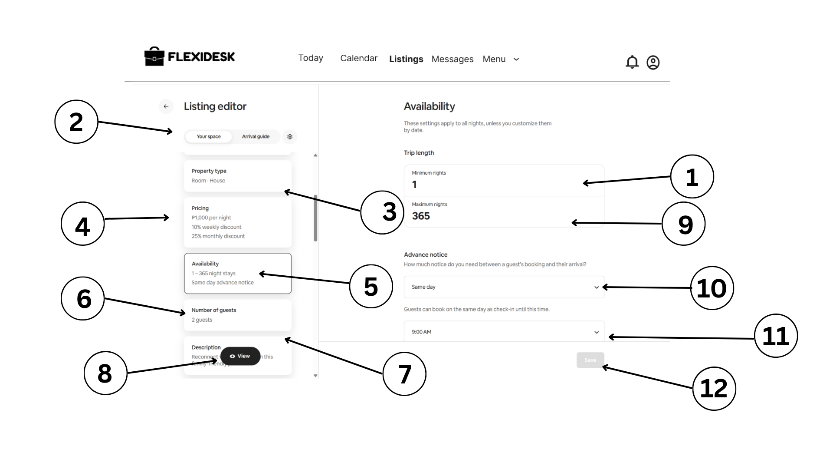 FLEXIDESK
Today Calendar Listings Messages Menu
Listing editor
Your space Arrival guide
Property type
Room · House
Pricing
₱1,000 per night
10% weekly discount
25% monthly discount
Availability
1 – 365 night stays
Same day advance notice
Number of guests
2 guests
Description
View
Availability
These settings apply to all nights, unless you customize them
by date.
Trip length
Minimum nights
1
Maximum nights
365
Advance notice
How much notice do you need between a guest's booking and their arrival?
Same day
Guests can book on the same day as check-in until this time.
9:00 AM
Save
1
2
3
4
5
6
7
8
9
10
11
12